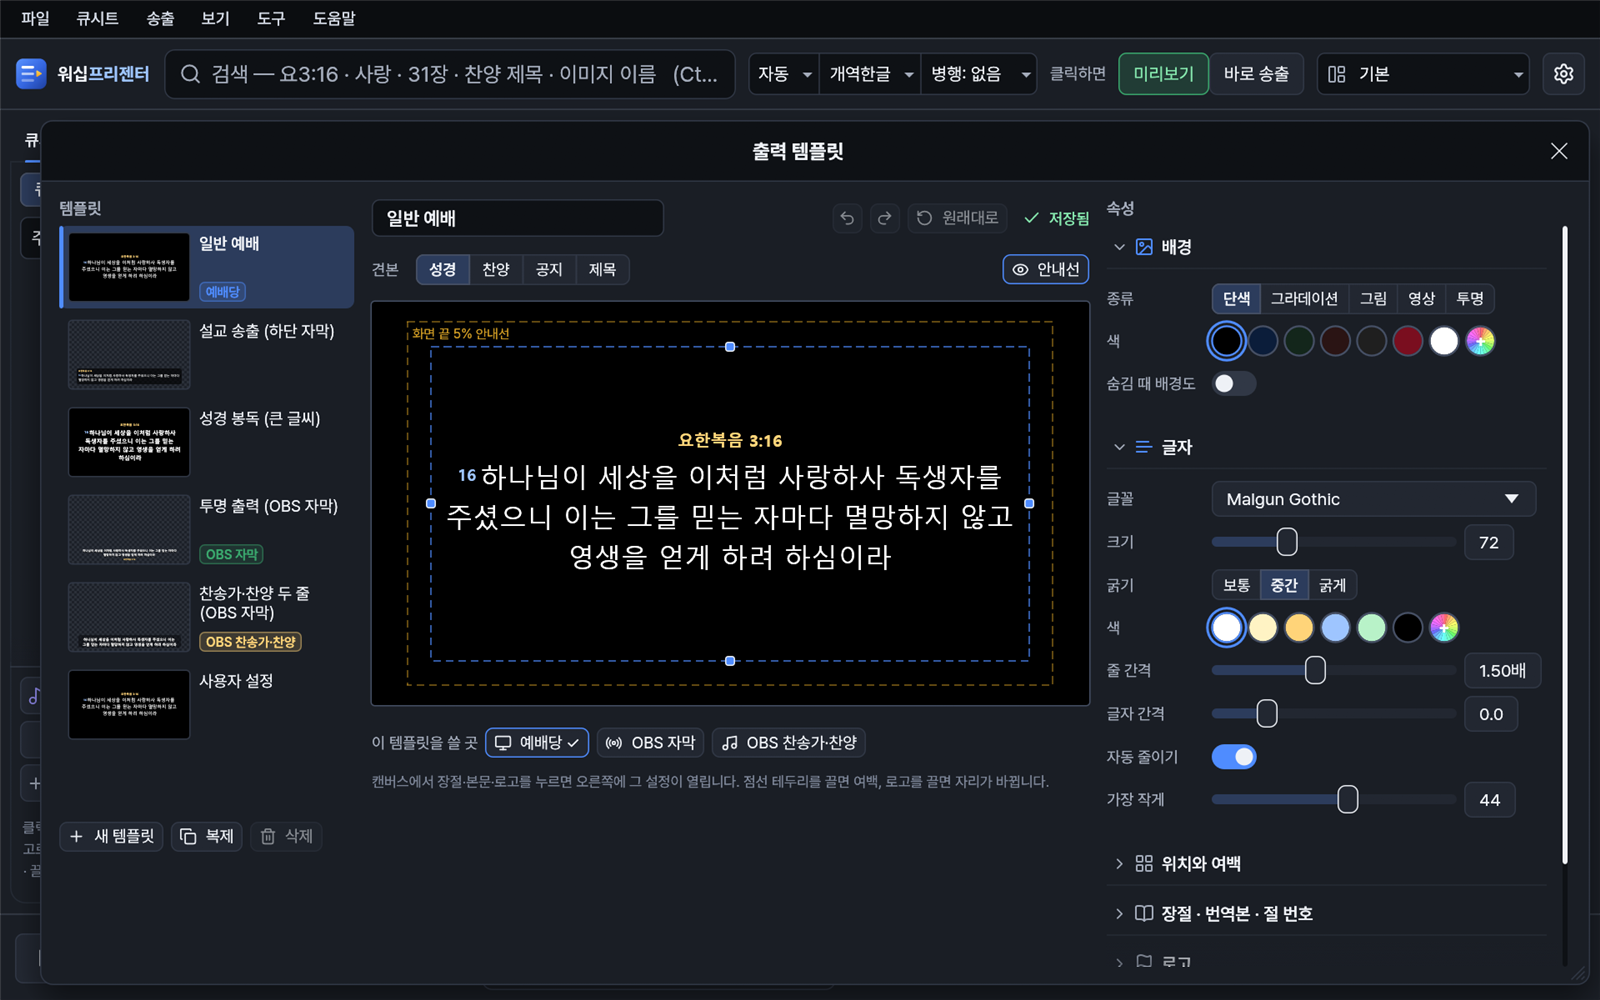 파일 큐시트 송출 보기 도구 도움말
워십프리젠터
검색 — 요3:16 · 사랑 · 31장 · 찬양 제목 · 이미지 이름 (Ct...
자동 개역한글 병행: 없음 클릭하면 미리보기 바로 송출 기본
출력 템플릿
템플릿
일반 예배
예배당
설교 송출 (하단 자막)
성경 봉독 (큰 글씨)
투명 출력 (OBS 자막)
OBS 자막
찬송가·찬양 두 줄
(OBS 자막)
OBS 찬송가·찬양
사용자 설정
새 템플릿 복제 삭제
일반 예배
원래대로 저장됨
견본 성경 찬양 공지 제목 안내선
화면 끝 5% 안내선
요한복음 3:16
16 하나님이 세상을 이처럼 사랑하사 독생자를
주셨으니 이는 그를 믿는 자마다 멸망하지 않고
영생을 얻게 하려 하심이라
이 템플릿을 쓸 곳 예배당 OBS 자막 OBS 찬송가·찬양
캔버스에서 장절·본문·로고를 누르면 오른쪽에 그 설정이 열립니다. 점선 테두리를 끌면 여백, 로고를 끌면 자리가 바뀝니다.
속성
배경
종류 단색 그라데이션 그림 영상 투명
색
숨김 때 배경도
글자
글꼴 Malgun Gothic
크기 72
굵기 보통 중간 굵게
색
줄 간격 1.50배
글자 간격 0.0
자동 줄이기
가장 작게 44
위치와 여백
장절 · 번역본 · 절 번호
로고